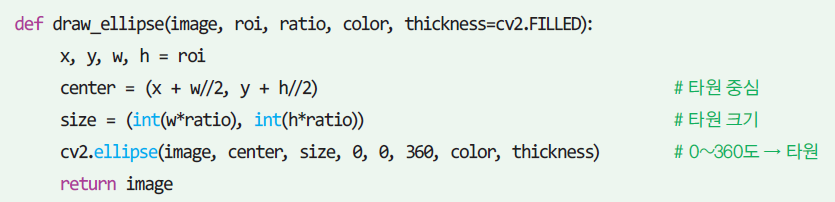 def draw_ellipse(image, roi, ratio, color, thickness=cv2.FILLED):
x, y, w, h = roi
center = (x + w//2, y + h//2) # 타원 중심
size = (int(w*ratio), int(h*ratio)) # 타원 크기
cv2.ellipse(image, center, size, 0, 0, 360, color, thickness) # 0~360도 → 타원
return image